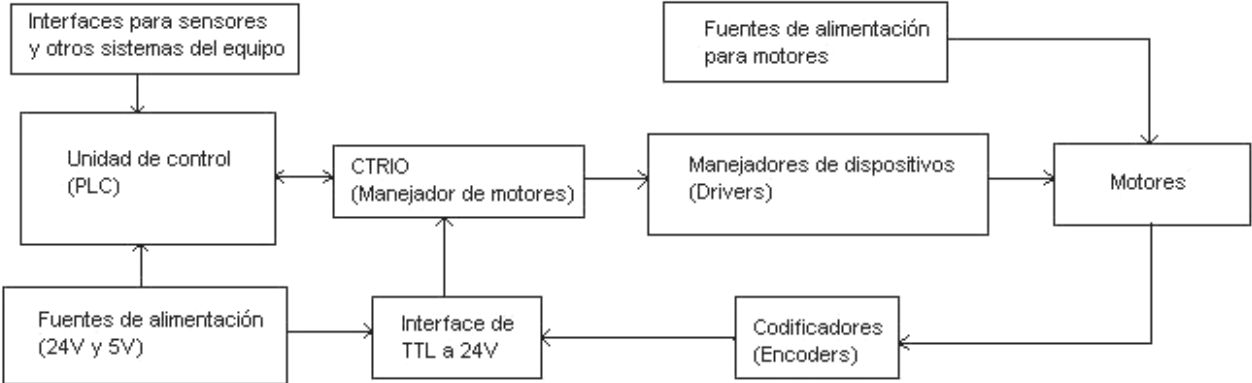 Interfaces para sensores
y otros sistemas del equipo
Fuentes de alimentación
para motores
Unidad de control
(PLC)
CTRIO
(Manejador de motores)
Manejadores de dispositivos
(Drivers)
Motores
Fuentes de alimentación
(24V y 5V)
Interface de
TTL a 24V
Codificadores
(Encoders)